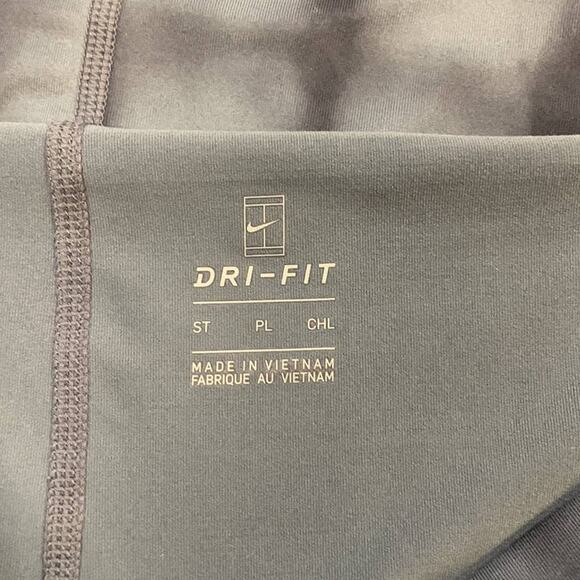 DRI-FIT
ST PL CHL
MADE IN VIETNAM
FABRIQUE AU VIETNAM